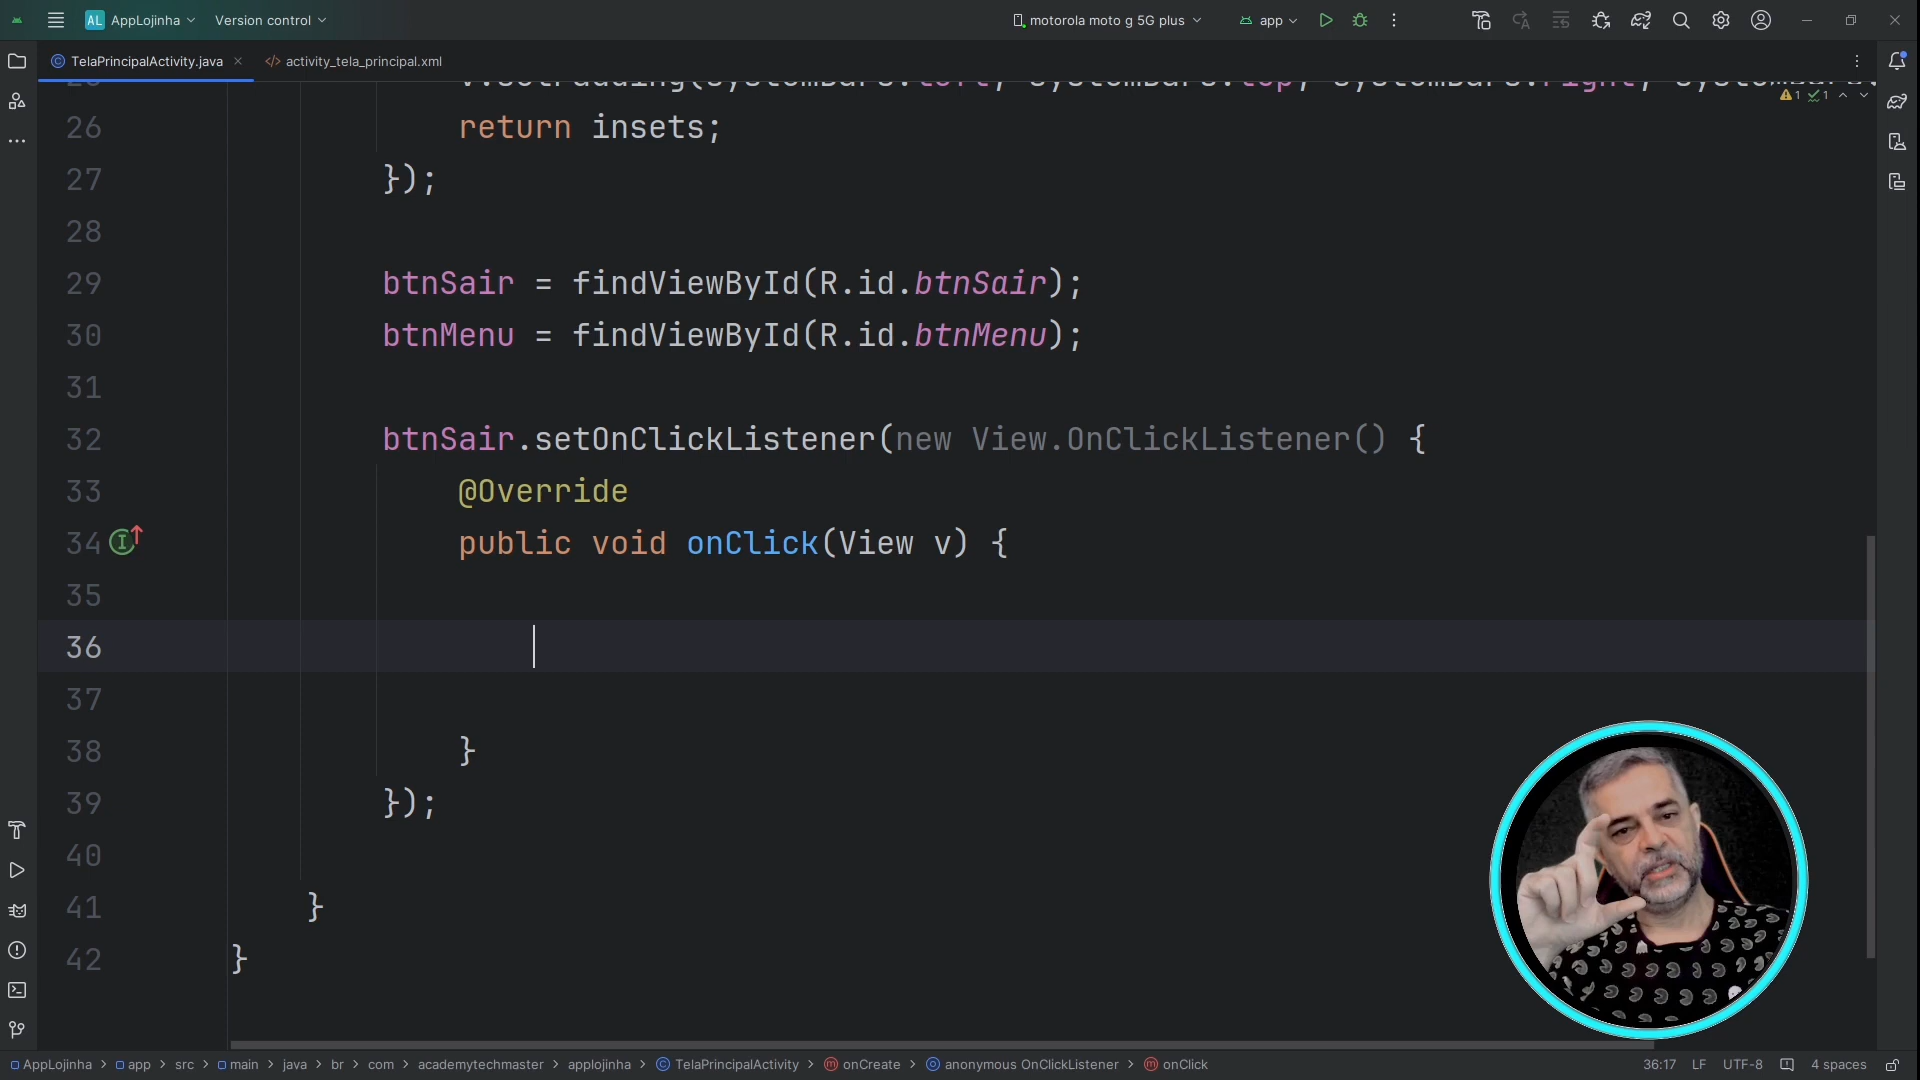 AL AppLojinha Version control motorola moto g 5G plus app
TelaPrincipalActivity.java activity_tela_principal.xml
1 1
26 return insets;
27 });
28
29 btnSair = findViewById(R.id.btnSair);
30 btnMenu = findViewById(R.id.btnMenu);
31
32 btnSair.setOnClickListener(new View.OnClickListener() {
33 @Override
34 public void onClick(View v) {
35
36
37
38 }
39 });
40
41 }
42 }
AppLojinha > app > src > main > java > br > com > academytechmaster > applojinha > TelaPrincipalActivity > onCreate > anonymous OnClickListener > onClick 36:17 LF UTF-8 4 spaces